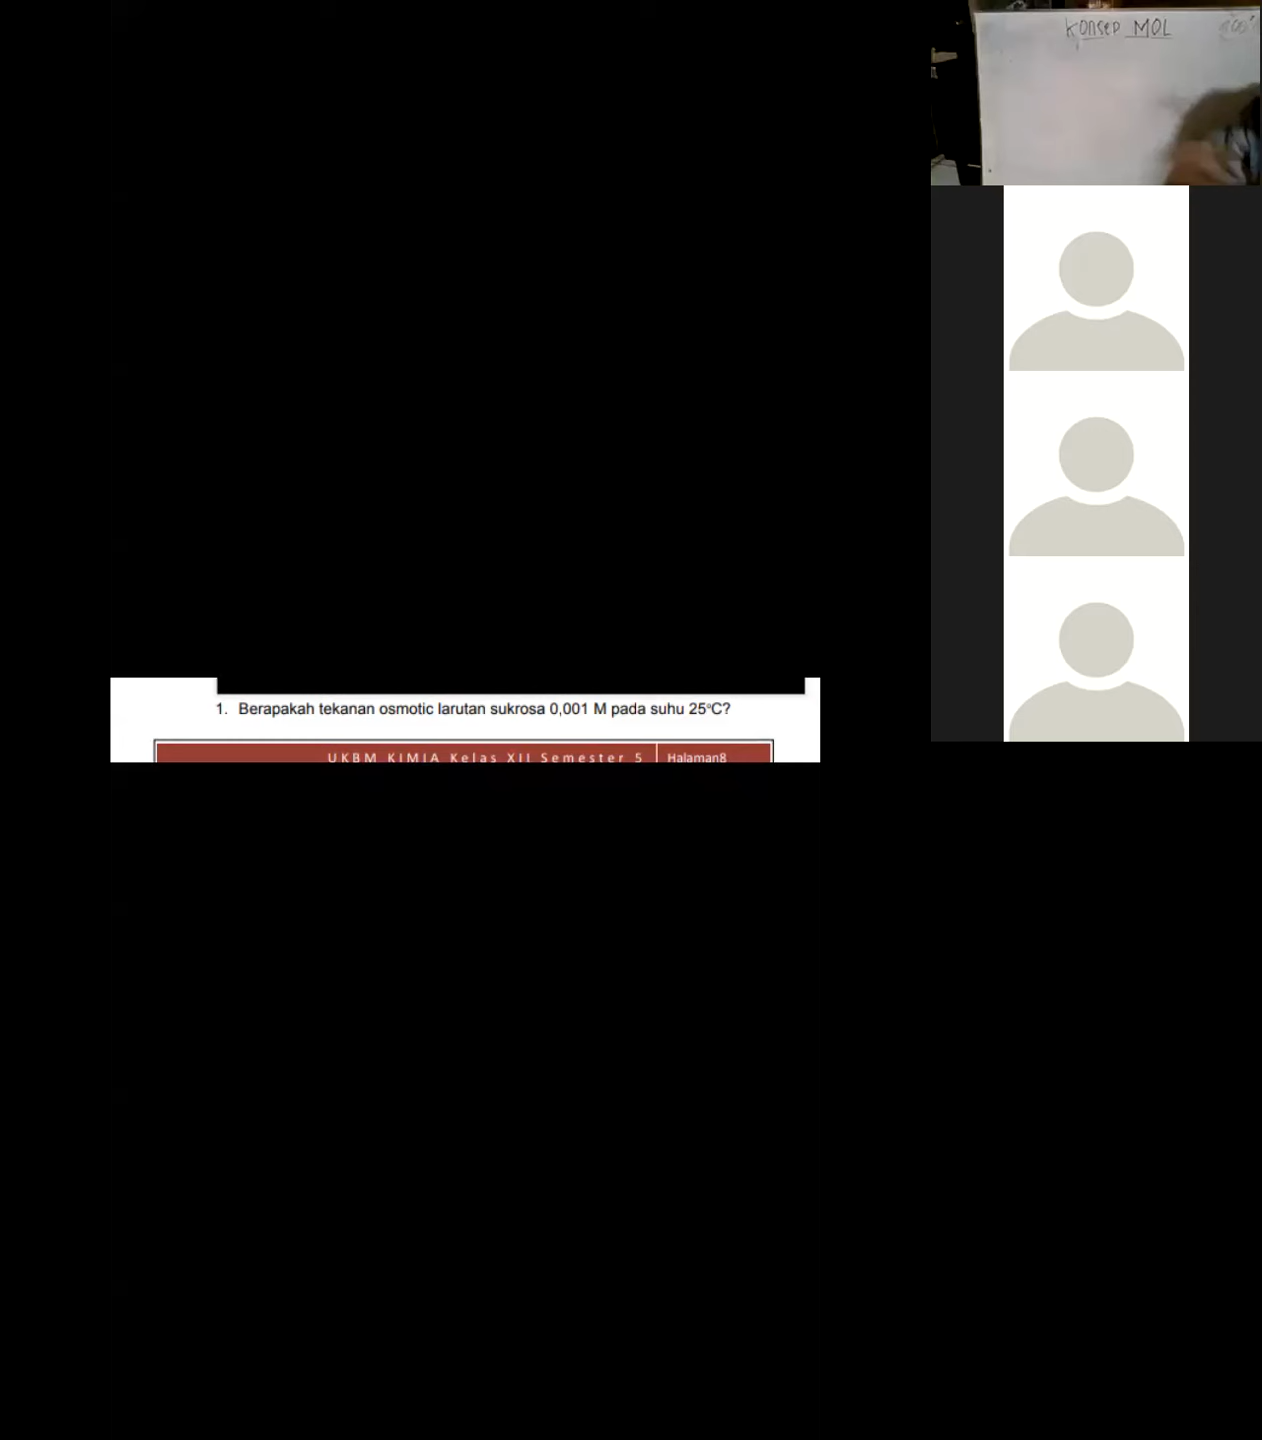 Konsep MOL
1. Berapakah tekanan osmotic larutan sukrosa 0,001 M pada suhu 25°C?
UKBM KIMIA Kelas XII Semester 5 Halaman8